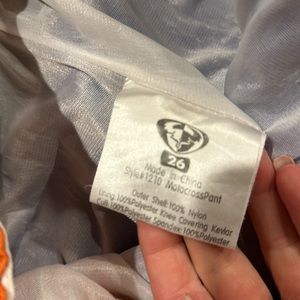 26
Made in China
Style#1210 MotocrossPant
Outer Shell:100% Nylon
Lining:100%Polyester Knee Covering Kevlar
Cuff:100%Polyester Spandex:100%Polyester